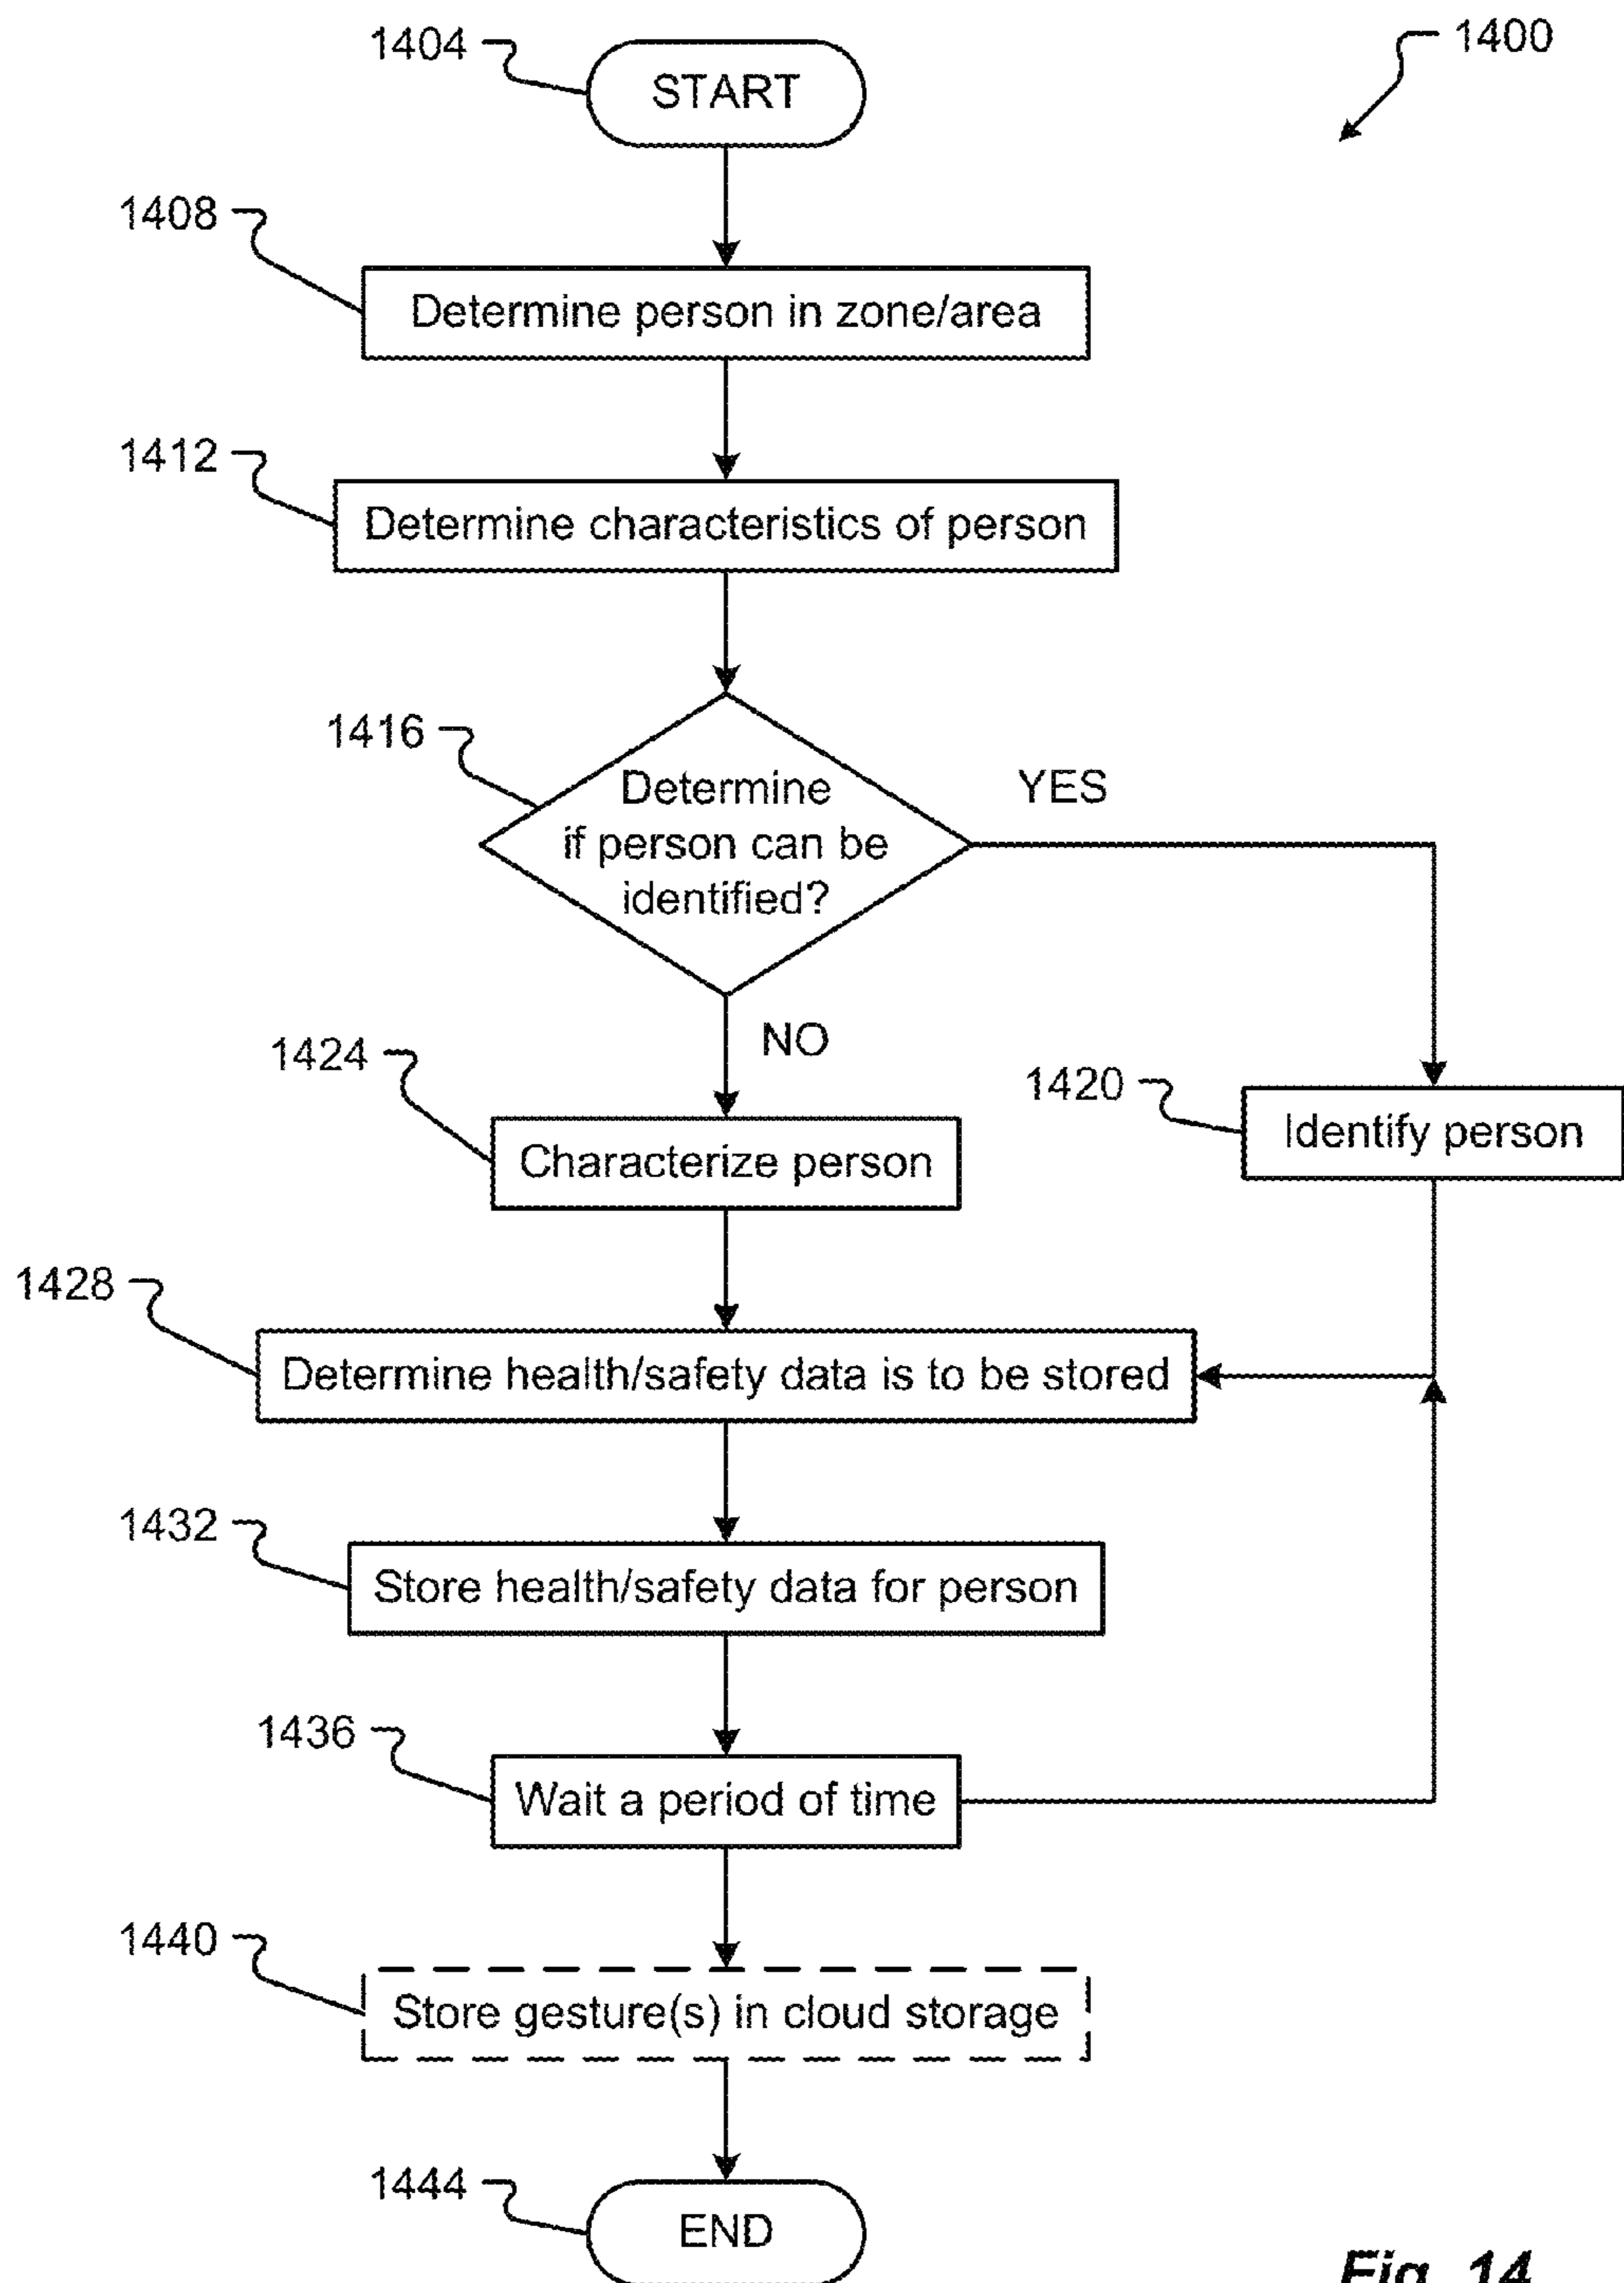 1404
START
1400
1408
Determine person in zone/area
1412
Determine characteristics of person
1416
Determine
if person can be
identified?
YES
NO
1424
Characterize person
1420
Identify person
1428
Determine health/safety data is to be stored
1432
Store health/safety data for person
1436
Wait a period of time
1440
Store gesture(s) in cloud storage
1444
END
Fig. 14